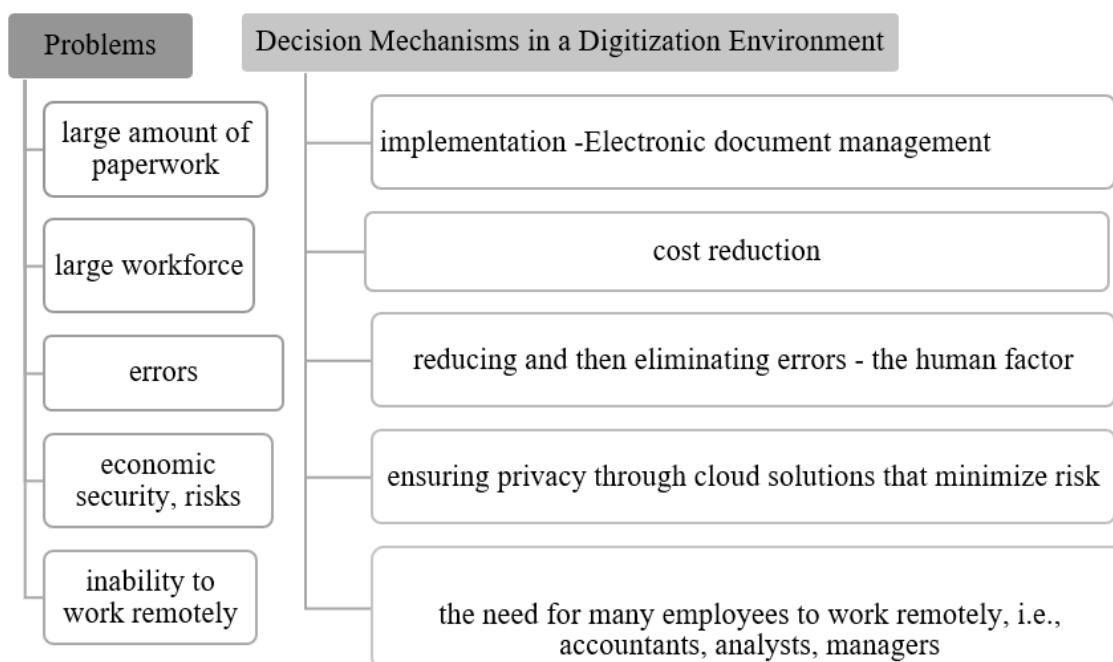 Problems
Decision Mechanisms in a Digitization Environment
large amount of
paperwork
implementation -Electronic document management
large workforce
cost reduction
errors
reducing and then eliminating errors - the human factor
economic
security, risks
ensuring privacy through cloud solutions that minimize risk
inability to
work remotely
the need for many employees to work remotely, i.e.,
accountants, analysts, managers